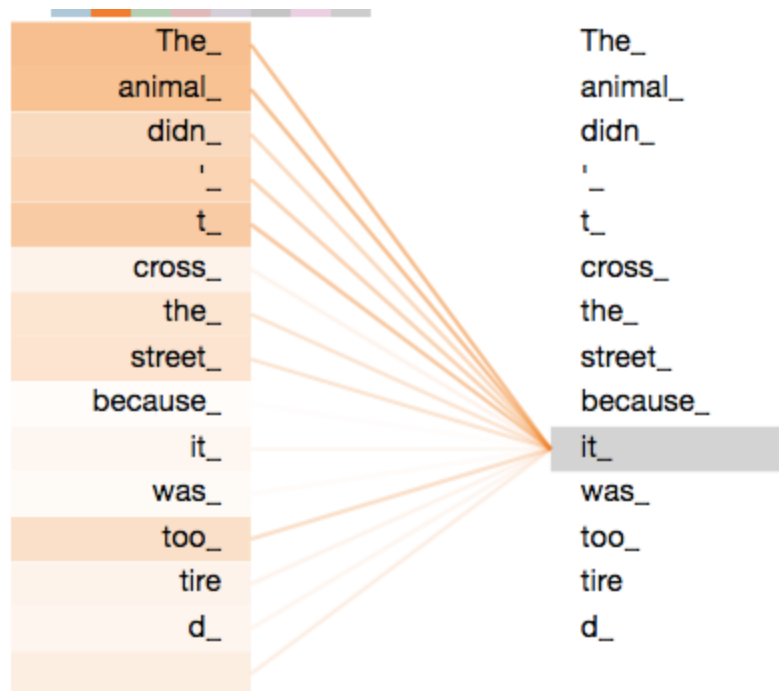 The_ The_
animal_ animal_
didn_ didn_
'_ '_
t_ t_
cross_ cross_
the_ the_
street_ street_
because_ because_
it_ it_
was_ was_
too_ too_
tire tire
d_ d_